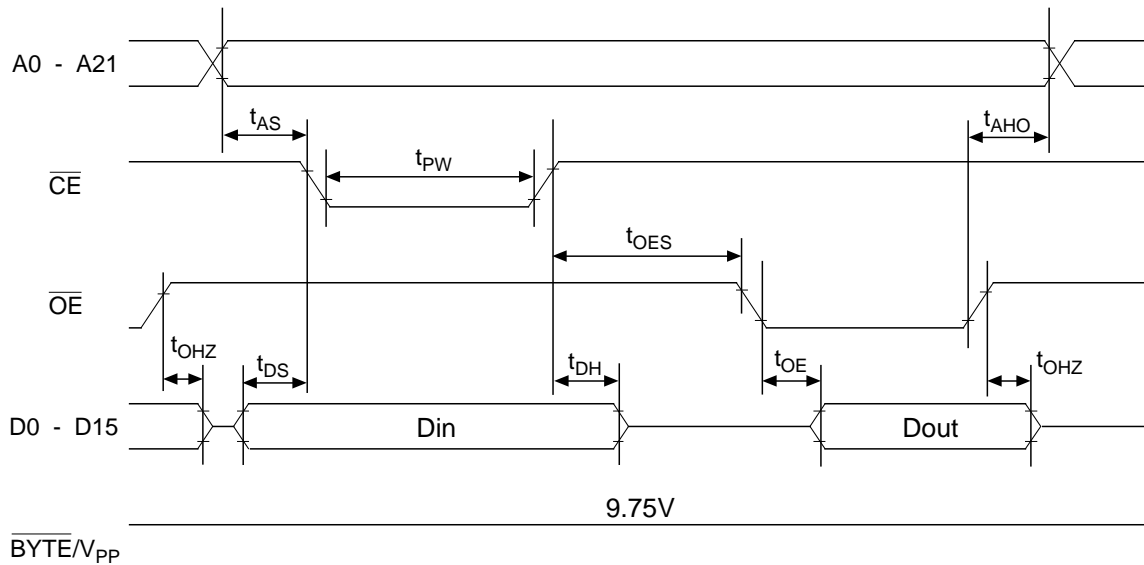 A0 - A21
tAS
tAHO
CE
tPW
tOES
OE
tOHZ
tDS
tDH
tOE
tOHZ
D0 - D15
Din
Dout
9.75V
BYTE/VPP